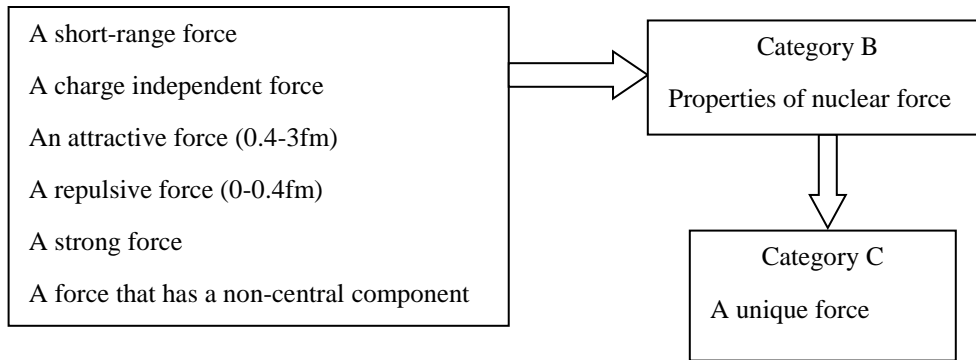 A short-range force
A charge independent force
An attractive force (0.4-3fm)
A repulsive force (0-0.4fm)
A strong force
A force that has a non-central component
Category B
Properties of nuclear force
Category C
A unique force